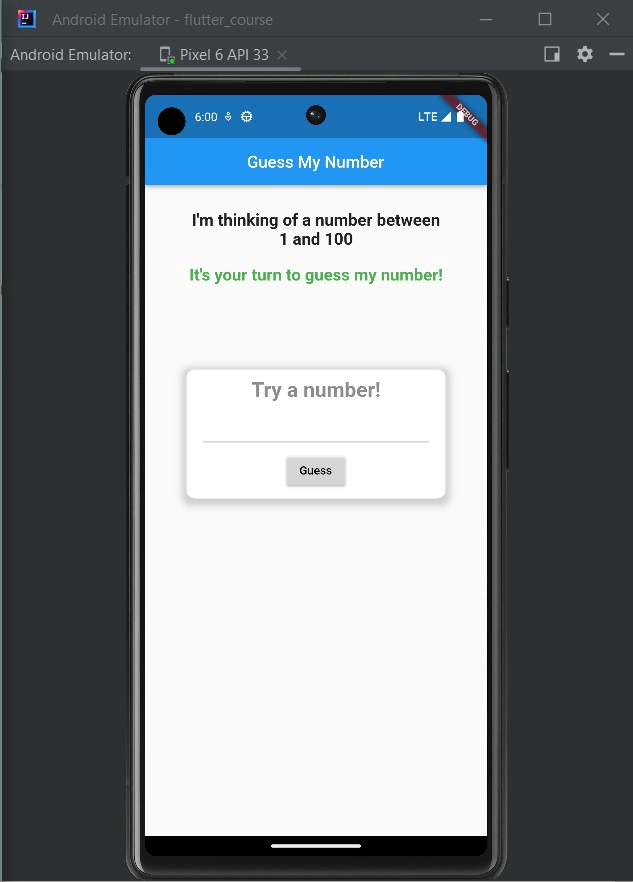 Android Emulator - flutter_course
Android Emulator: Pixel 6 API 33
6:00 LTE
DEBUG
Guess My Number
I'm thinking of a number between
1 and 100
It's your turn to guess my number!
Try a number!
Guess